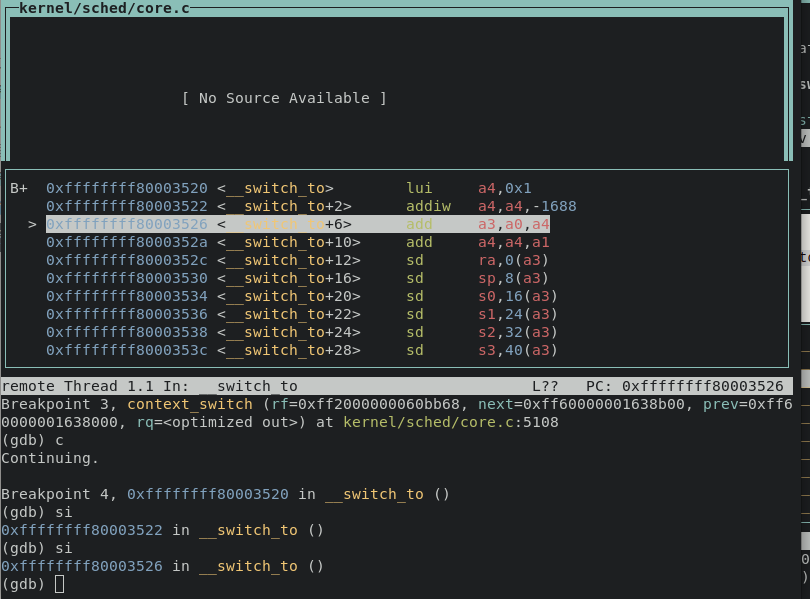 kernel/sched/core.c
[ No Source Available ]
B+ 0xffffffff80003520 <__switch_to> lui a4,0x1
0xffffffff80003522 <__switch_to+2> addiw a4,a4,-1688
> 0xffffffff80003526 <__switch_to+6> add a3,a0,a4
0xffffffff8000352a <__switch_to+10> add a4,a4,a1
0xffffffff8000352c <__switch_to+12> sd ra,0(a3)
0xffffffff80003530 <__switch_to+16> sd sp,8(a3)
0xffffffff80003534 <__switch_to+20> sd s0,16(a3)
0xffffffff80003536 <__switch_to+22> sd s1,24(a3)
0xffffffff80003538 <__switch_to+24> sd s2,32(a3)
0xffffffff8000353c <__switch_to+28> sd s3,40(a3)
remote Thread 1.1 In: __switch_to L?? PC: 0xffffffff80003526
Breakpoint 3, context_switch (rf=0xff2000000060bb68, next=0xff60000001638b00, prev=0xff6
0000001638000, rq=<optimized out>) at kernel/sched/core.c:5108
(gdb) c
Continuing.
Breakpoint 4, 0xffffffff80003520 in __switch_to ()
(gdb) si
0xffffffff80003522 in __switch_to ()
(gdb) si
0xffffffff80003526 in __switch_to ()
(gdb)